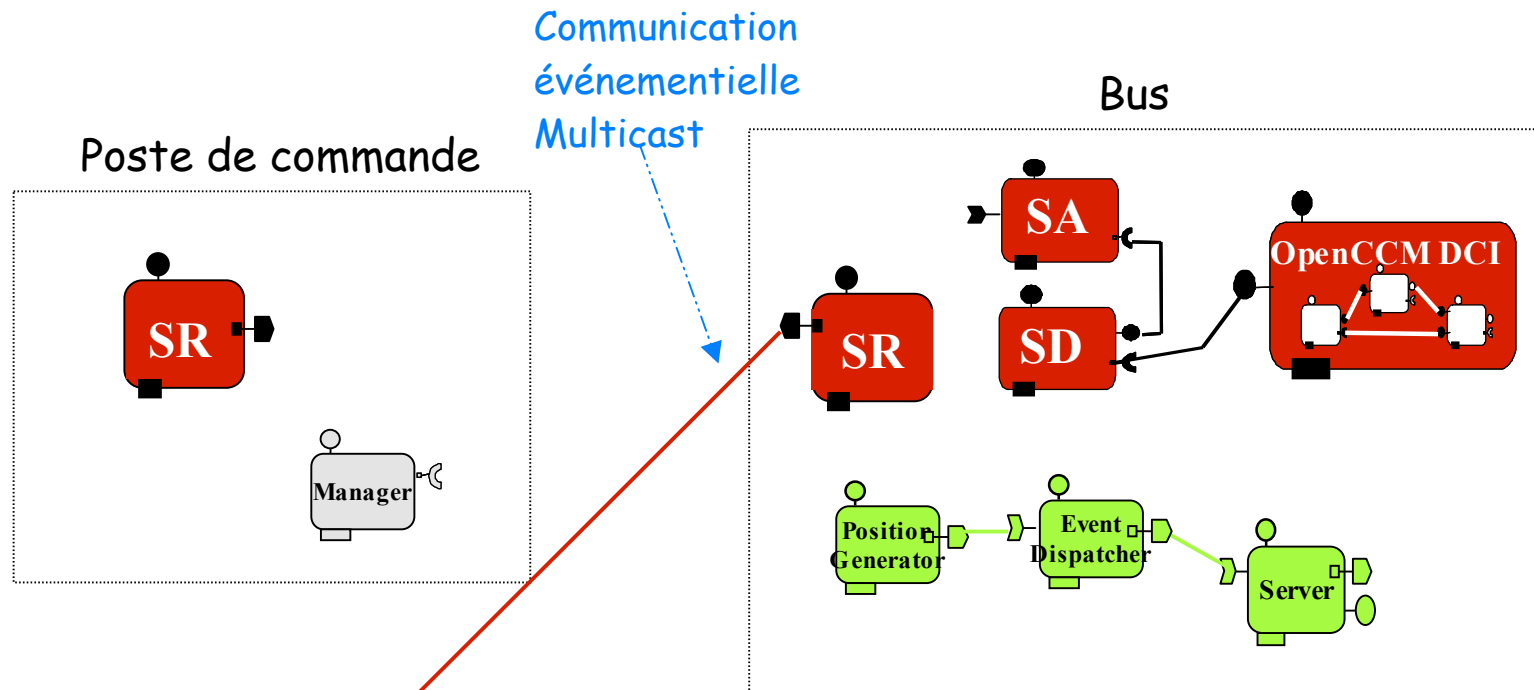 Communication
événementielle
Multicast
Bus
Poste de commande
SA
OpenCCM DCI
SR
SR
SD
Manager
Position
Generator
Event
Dispatcher
Server